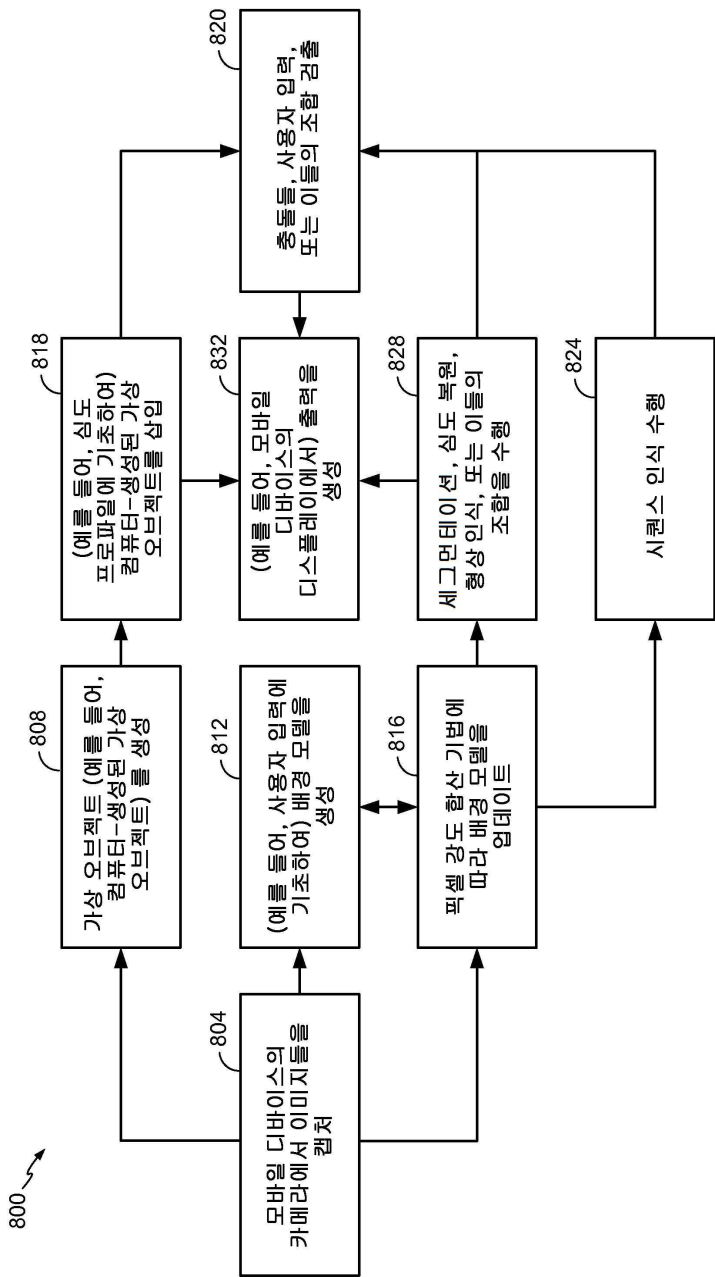 800
804
모바일 디바이스의
카메라에서 이미지들을
캡처
808
가상 오브젝트 (예를 들어,
컴퓨터-생성된 가상
오브젝트) 를 생성
812
(예를 들어, 사용자 입력에
기초하여) 배경 모델을
생성
816
픽셀 강도 합산 기법에
따라 배경 모델을
업데이트
818
(예를 들어, 심도
프로파일에 기초하여)
컴퓨터-생성된 가상
오브젝트를 삽입
832
(예를 들어, 모바일
디바이스의
디스플레이에서) 출력을
생성
828
세그먼테이션, 심도 복원,
형상 인식, 또는 이들의
조합을 수행
824
시퀀스 인식 수행
820
충돌들, 사용자 입력,
또는 이들의 조합 검출